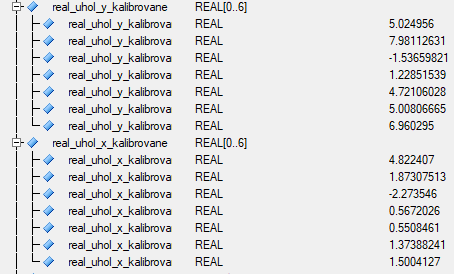 real_uhol_y_kalibrovane REAL[0..6]
real_uhol_y_kalibrova REAL 5.024956
real_uhol_y_kalibrova REAL 7.98112631
real_uhol_y_kalibrova REAL -1.53659821
real_uhol_y_kalibrova REAL 1.22851539
real_uhol_y_kalibrova REAL 4.72106028
real_uhol_y_kalibrova REAL 5.00806665
real_uhol_y_kalibrova REAL 6.960295
real_uhol_x_kalibrovane REAL[0..6]
real_uhol_x_kalibrova REAL 4.822407
real_uhol_x_kalibrova REAL 1.87307513
real_uhol_x_kalibrova REAL -2.273546
real_uhol_x_kalibrova REAL 0.5672026
real_uhol_x_kalibrova REAL 0.5508461
real_uhol_x_kalibrova REAL 1.37388241
real_uhol_x_kalibrova REAL 1.5004127